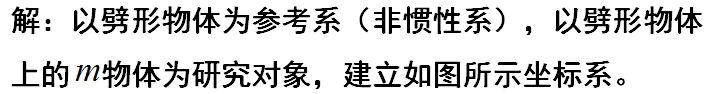 解：以劈形物体为参考系（非惯性系），以劈形物体
上的m物体为研究对象，建立如图所示坐标系。